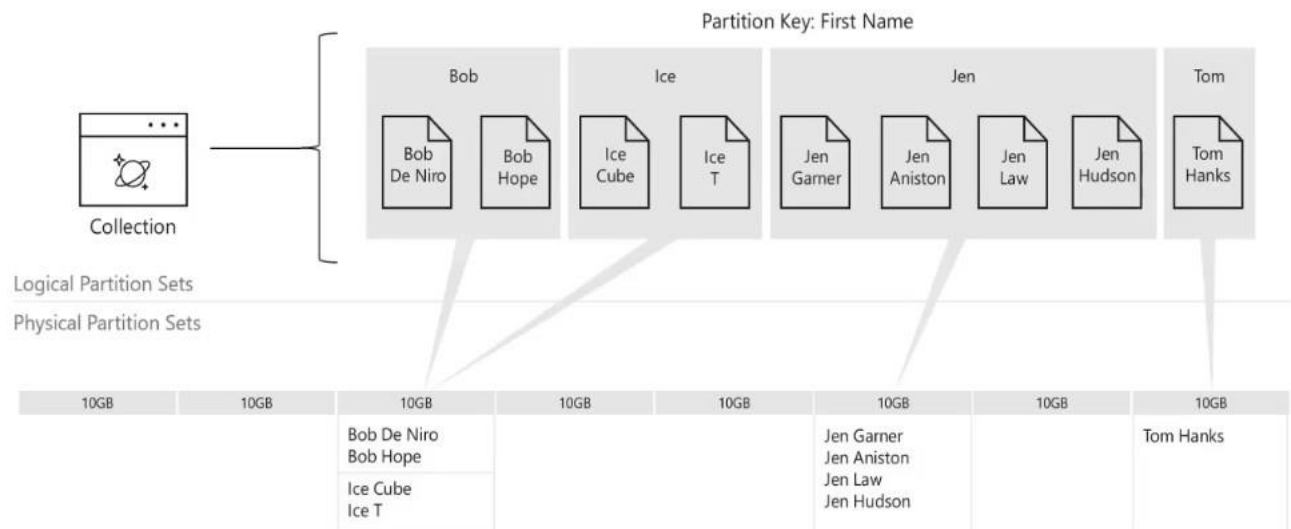 Partition Key: First Name
Bob
Ice
Jen
Tom
Bob
De Niro
Bob
Hope
Ice
Cube
Ice
T
Jen
Garner
Jen
Aniston
Jen
Law
Jen
Hudson
Tom
Hanks
Collection
Logical Partition Sets
Physical Partition Sets
10GB
10GB
10GB
10GB
10GB
10GB
10GB
10GB
Bob De Niro
Bob Hope
Ice Cube
Ice T
Jen Garner
Jen Aniston
Jen Law
Jen Hudson
Tom Hanks